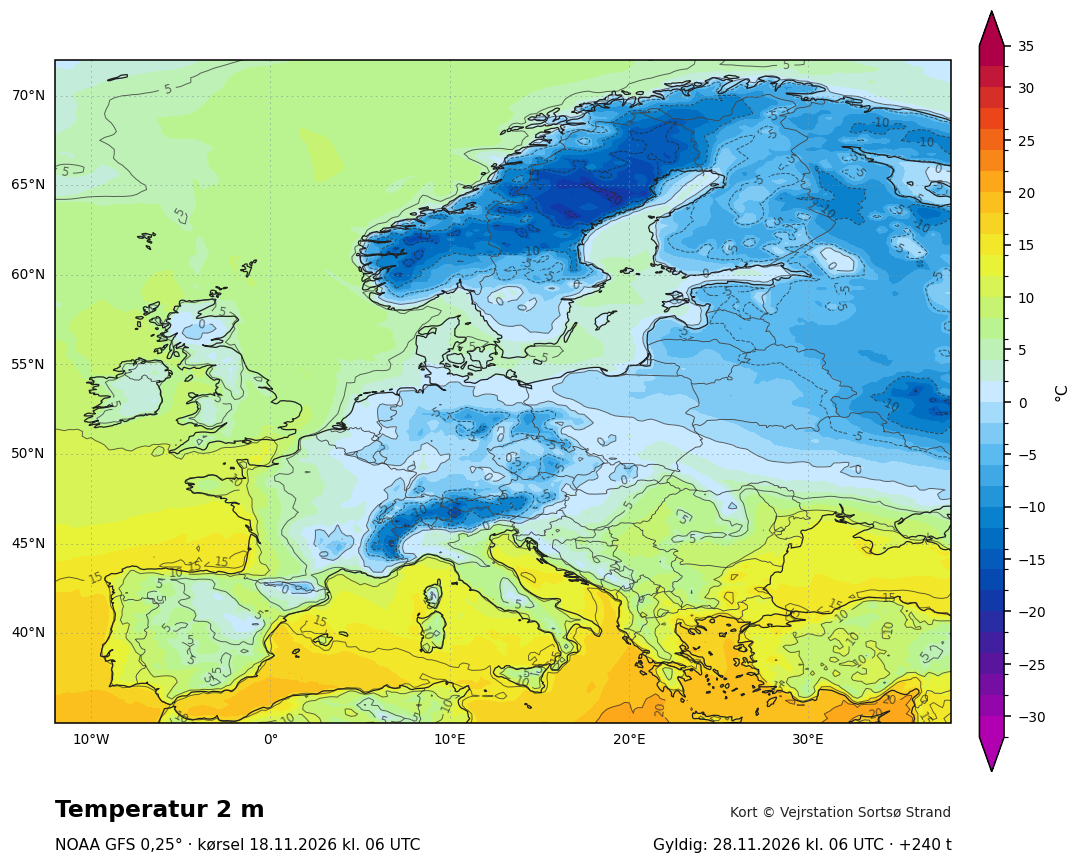 70°N
65°N
60°N
55°N
50°N
45°N
40°N
10°W
0°
10°E
20°E
30°E
35
30
25
20
15
10
5
0
−5
−10
−15
−20
−25
−30
°C
Temperatur 2 m
Kort © Vejrstation Sortsø Strand
NOAA GFS 0,25° · kørsel 18.11.2026 kl. 06 UTC
Gyldig: 28.11.2026 kl. 06 UTC · +240 t